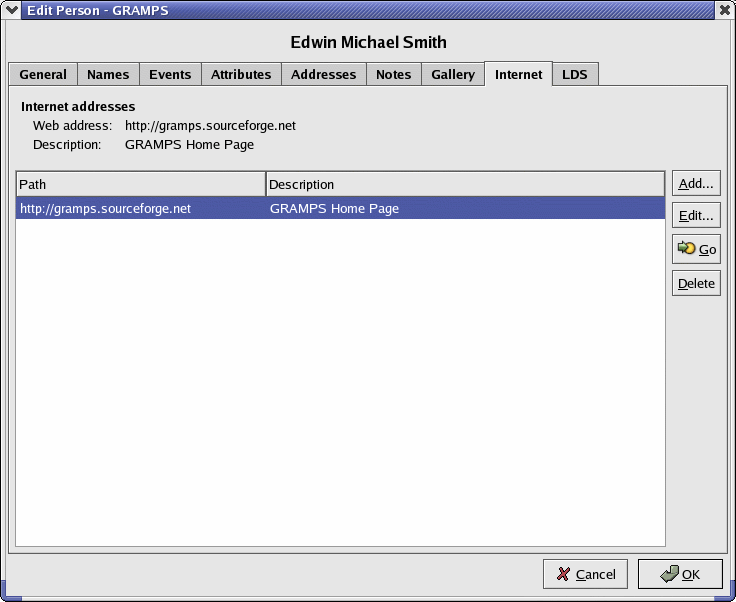 Edit Person - GRAMPS
Edwin Michael Smith
General Names Events Attributes Addresses Notes Gallery Internet LDS
Internet addresses
Web address: http://gramps.sourceforge.net
Description: GRAMPS Home Page
Path Description
http://gramps.sourceforge.net GRAMPS Home Page
Add...
Edit...
Go
Delete
Cancel OK